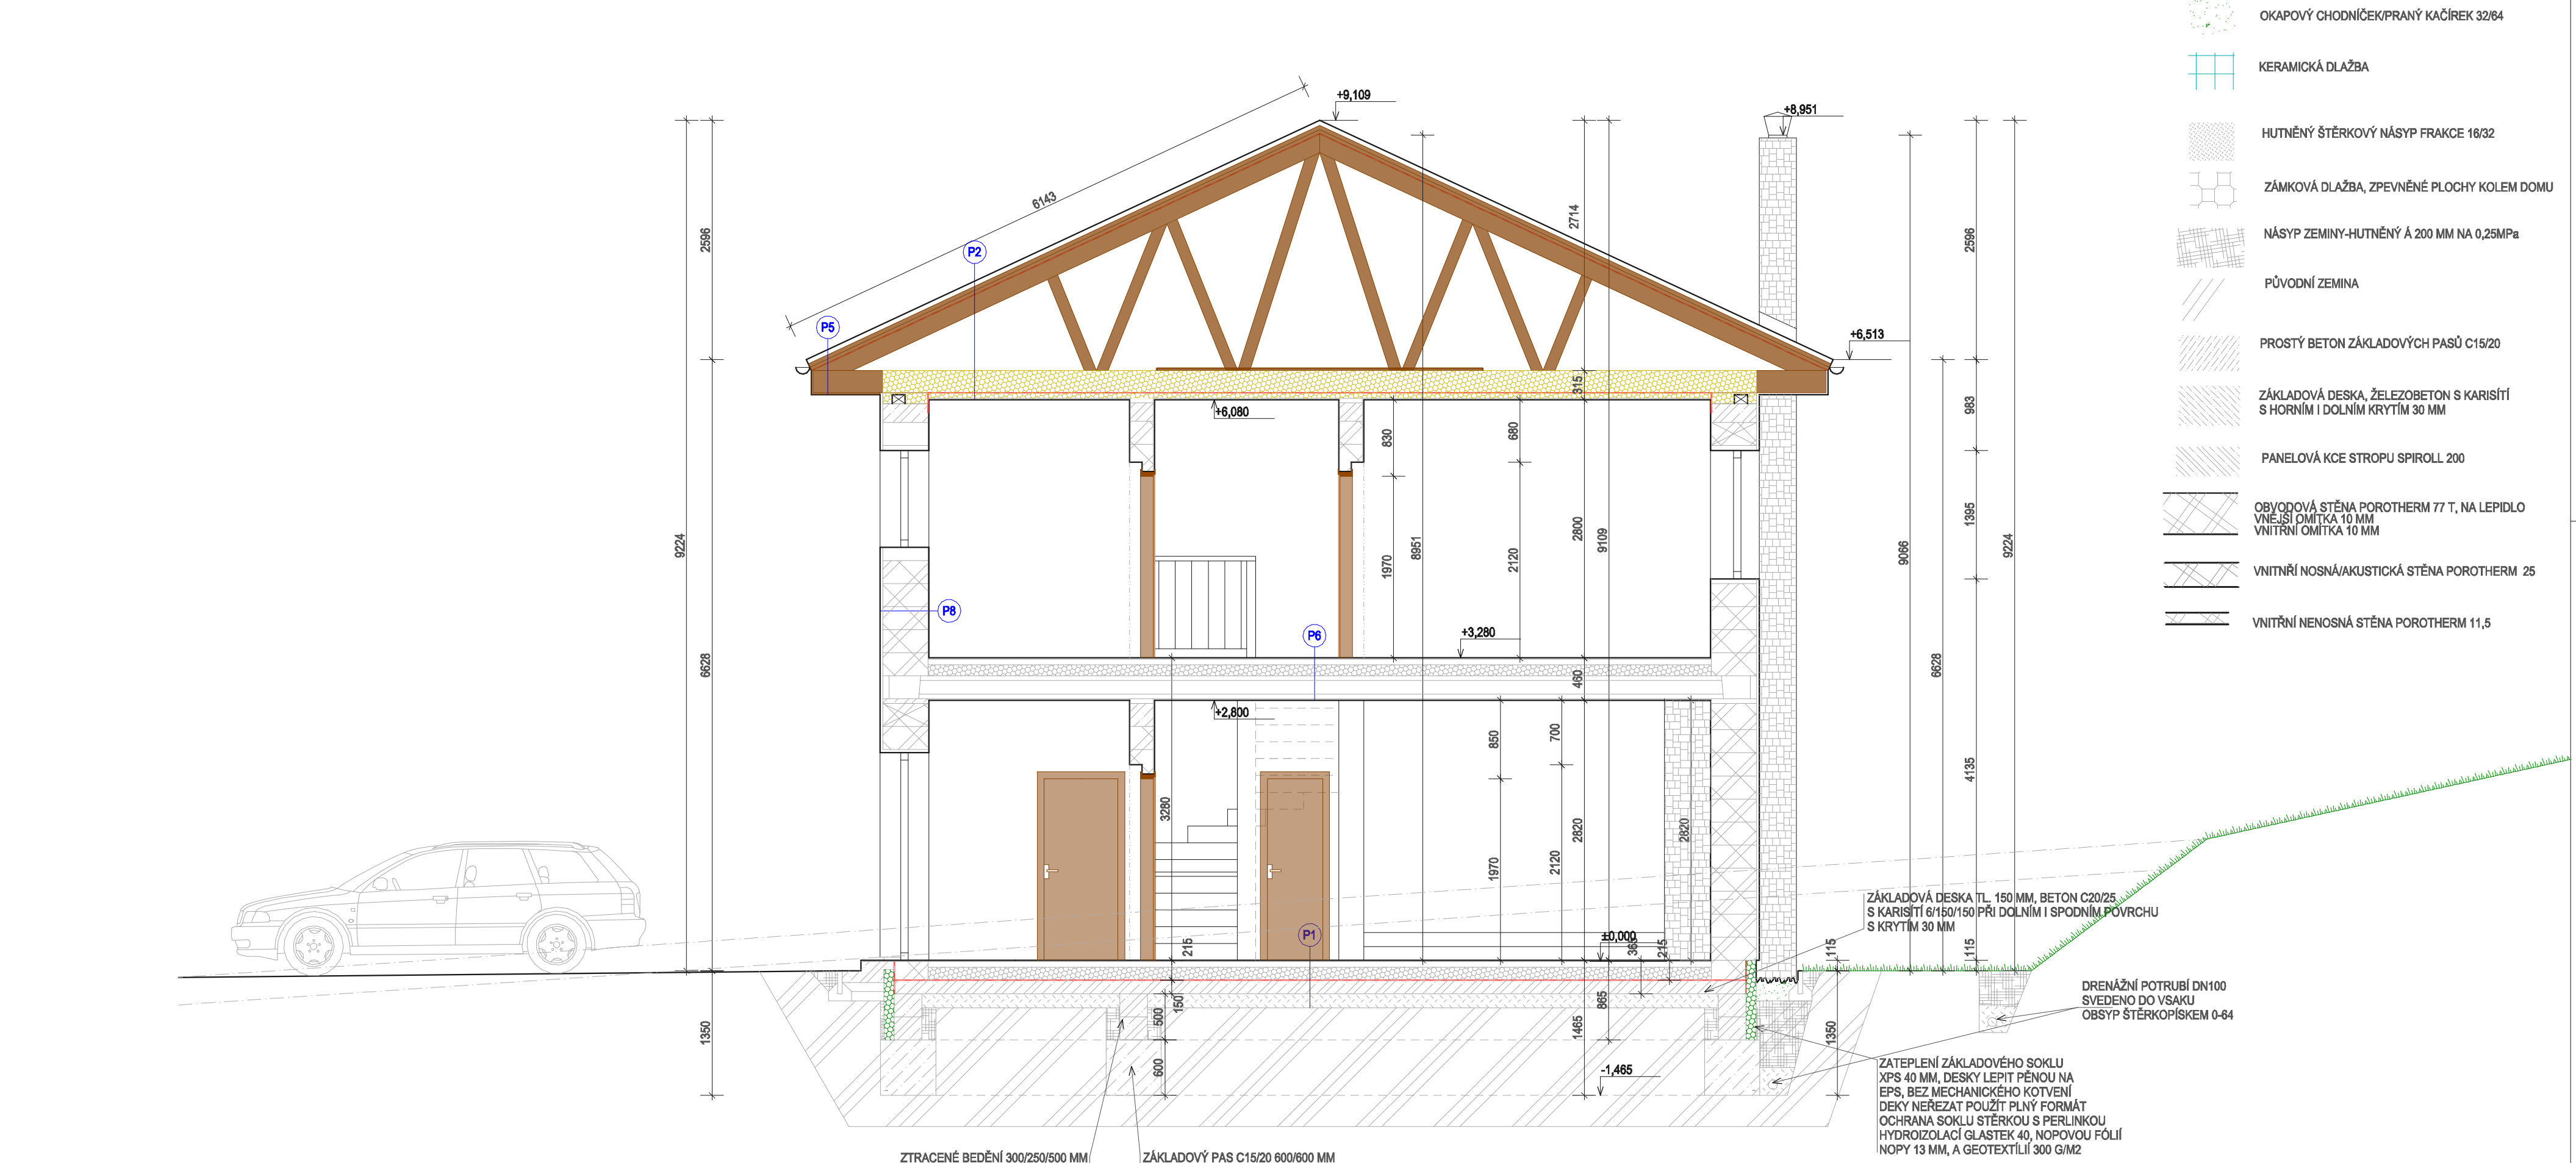 OKAPOVÝ CHODNÍČEK/PRANÝ KAČÍREK 32/64
KERAMICKÁ DLAŽBA
HUTNĚNÝ ŠTĚRKOVÝ NÁSYP FRAKCE 16/32
ZÁMKOVÁ DLAŽBA, ZPEVNĚNÉ PLOCHY KOLEM DOMU
NÁSYP ZEMINY-HUTNĚNÝ Á 200 MM NA 0,25MPa
PŮVODNÍ ZEMINA
PROSTÝ BETON ZÁKLADOVÝCH PASŮ C15/20
ZÁKLADOVÁ DESKA, ŽELEZOBETON S KARISÍTÍ
S HORNÍM I DOLNÍM KRYTÍM 30 MM
PANELOVÁ KCE STROPU SPIROLL 200
OBVODOVÁ STĚNA POROTHERM 77 T, NA LEPIDLO
VNĚJŠÍ OMÍTKA 10 MM
VNITŘNÍ OMÍTKA 10 MM
VNITNŘÍ NOSNÁ/AKUSTICKÁ STĚNA POROTHERM 25
VNITŘNÍ NENOSNÁ STĚNA POROTHERM 11,5
+9,109
+8,951
6143
2596
2714
2596
P2
P5
+6,513
315
+6,080
983
830
680
9224
1970
8951
2120
2800
9109
1395
9066
9224
P8
P6
+3,280
6628
460
6628
+2,800
850
700
4135
3280
2820
2820
1970
2120
ZÁKLADOVÁ DESKA TL. 150 MM, BETON C20/25
S KARISÍTÍ 6/150/150 PŘI DOLNÍM I SPODNÍM POVRCHU
S KRYTÍM 30 MM
P1
±0,000
215
365
215
115
115
150
500
865
1350
1465
1350
600
-1,465
DRENÁŽNÍ POTRUBÍ DN100
SVEDENO DO VSAKU
OBSYP ŠTĚRKOPÍSKEM 0-64
ZATEPLENÍ ZÁKLADOVÉHO SOKLU
XPS 40 MM, DESKY LEPIT PĚNOU NA
EPS, BEZ MECHANICKÉHO KOTVENÍ
DEKY NEŘEZAT POUŽÍT PLNÝ FORMÁT
OCHRANA SOKLU STĚRKOU S PERLINKOU
HYDROIZOLACÍ GLASTEK 40, NOPOVOU FÓLIÍ
NOPY 13 MM, A GEOTEXTÍLIÍ 300 G/M2
ZTRACENÉ BEDĚNÍ 300/250/500 MM
ZÁKLADOVÝ PAS C15/20 600/600 MM